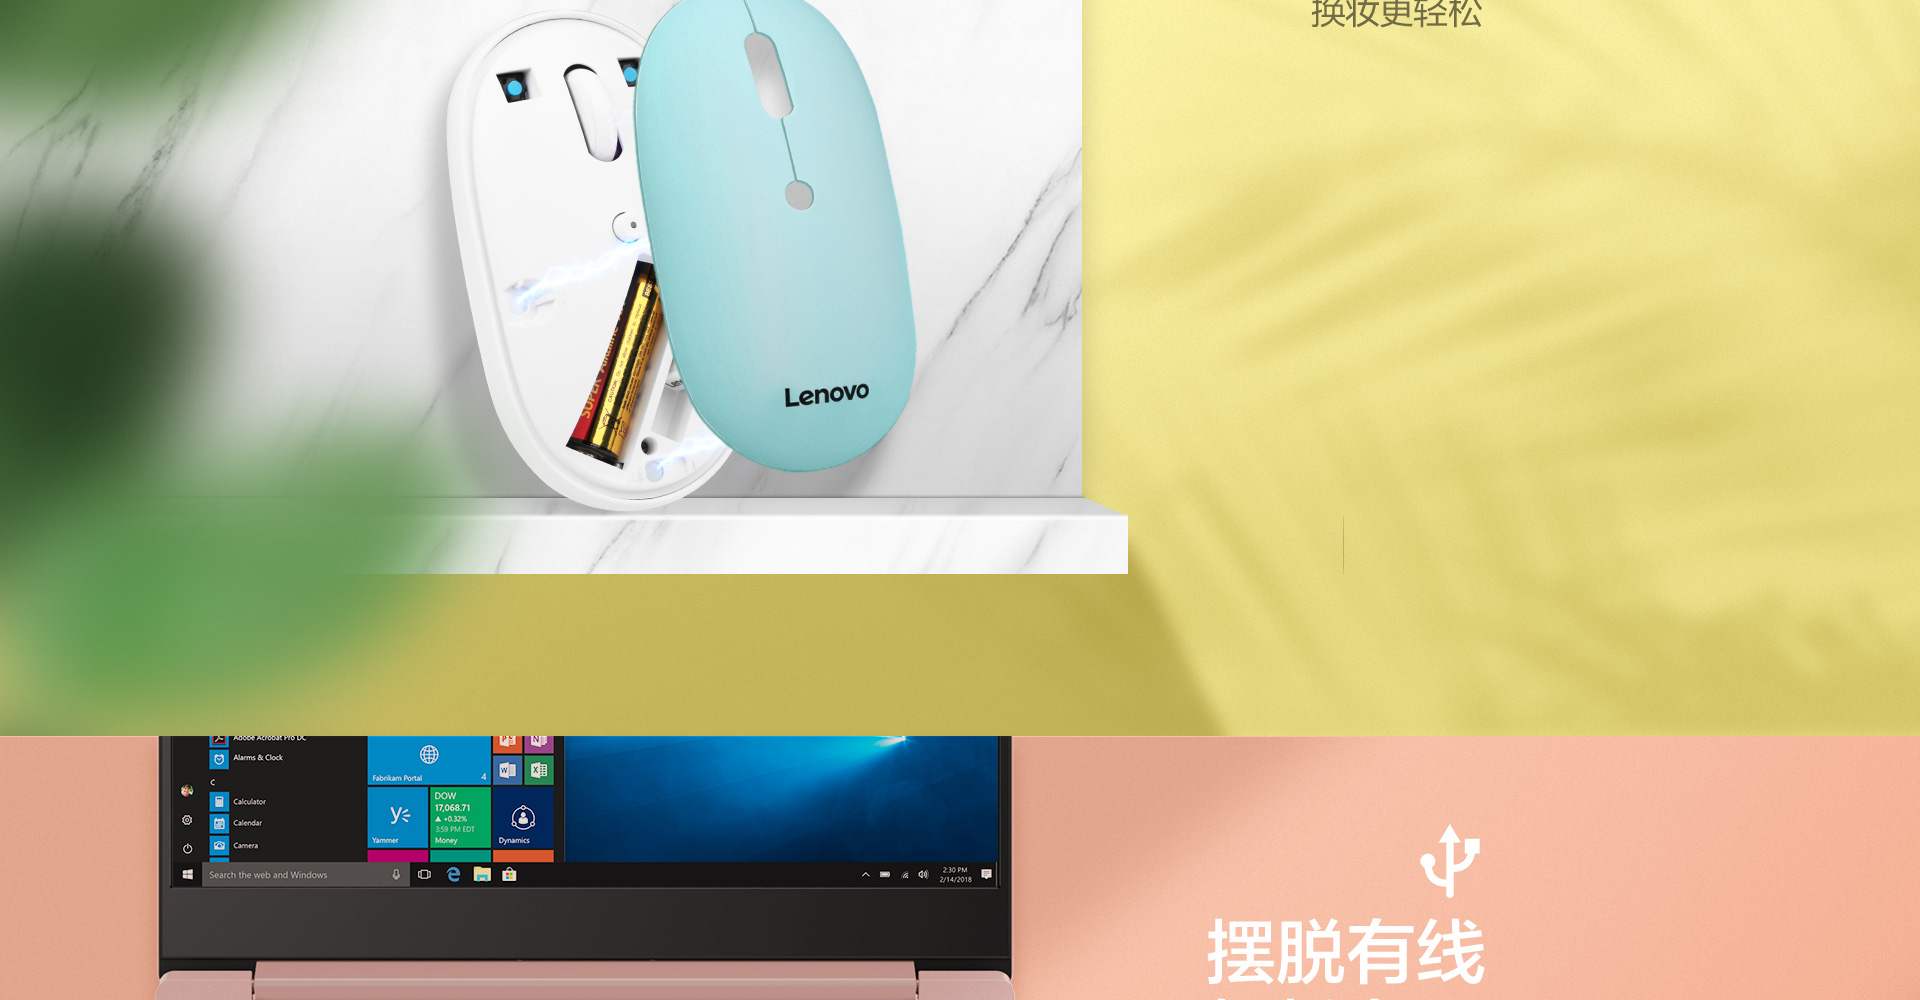 换妆更轻松
SUPER
CAUTION
Lenovo
Adobe Acrobat Pro DC
Alarms & Clock
C
Calculator
Calendar
Camera
Fabrikam Portal
4
Yammer
DOW
17,068.71
▲ +0.32%
3:59 PM EDT
Money
Dynamics
Search the web and Windows
2:30 PM
2/14/2018
摆脱有线